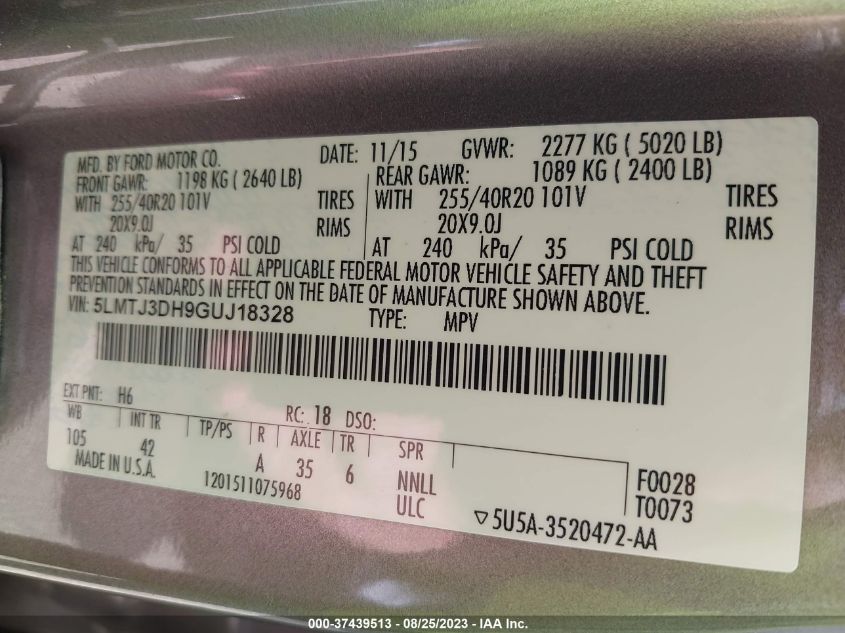 MFD. BY FORD MOTOR CO. DATE: 11/15 GVWR: 2277 KG ( 5020 LB)
FRONT GAWR: 1198 KG ( 2640 LB) REAR GAWR: 1089 KG ( 2400 LB)
WITH 255/40R20 101V TIRES WITH 255/40R20 101V TIRES
20X9.0J RIMS 20X9.0J RIMS
AT 240 kPa/ 35 PSI COLD AT 240 kPa/ 35 PSI COLD
THIS VEHICLE CONFORMS TO ALL APPLICABLE FEDERAL MOTOR VEHICLE SAFETY AND THEFT
PREVENTION STANDARDS IN EFFECT ON THE DATE OF MANUFACTURE SHOWN ABOVE.
VIN: 5LMTJ3DH9GUJ18328 TYPE: MPV
EXT PNT: H6 RC: 18 DSO:
WB INT TR TP/PS R AXLE TR SPR
105 42 A 35 6 NNLL F0028
MADE IN U.S.A. 1201511075968 ULC T0073
▽5U5A-3520472-AA
000-37439513 - 08/25/2023 - IAA Inc.